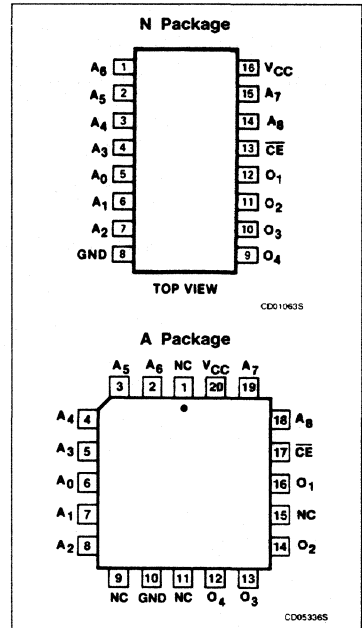 N Package
A6 1 16 VCC
A5 2 15 A7
A4 3 14 A8
A3 4 13 CE
A0 5 12 O1
A1 6 11 O2
A2 7 10 O3
GND 8 9 O4
TOP VIEW
CD01063S
A Package
A5 A6 NC VCC A7
3 2 1 20 19
A4 4 18 A8
A3 5 17 CE
A0 6 16 O1
A1 7 15 NC
A2 8 14 O2
9 10 11 12 13
NC GND NC O4 O3
CD05336S